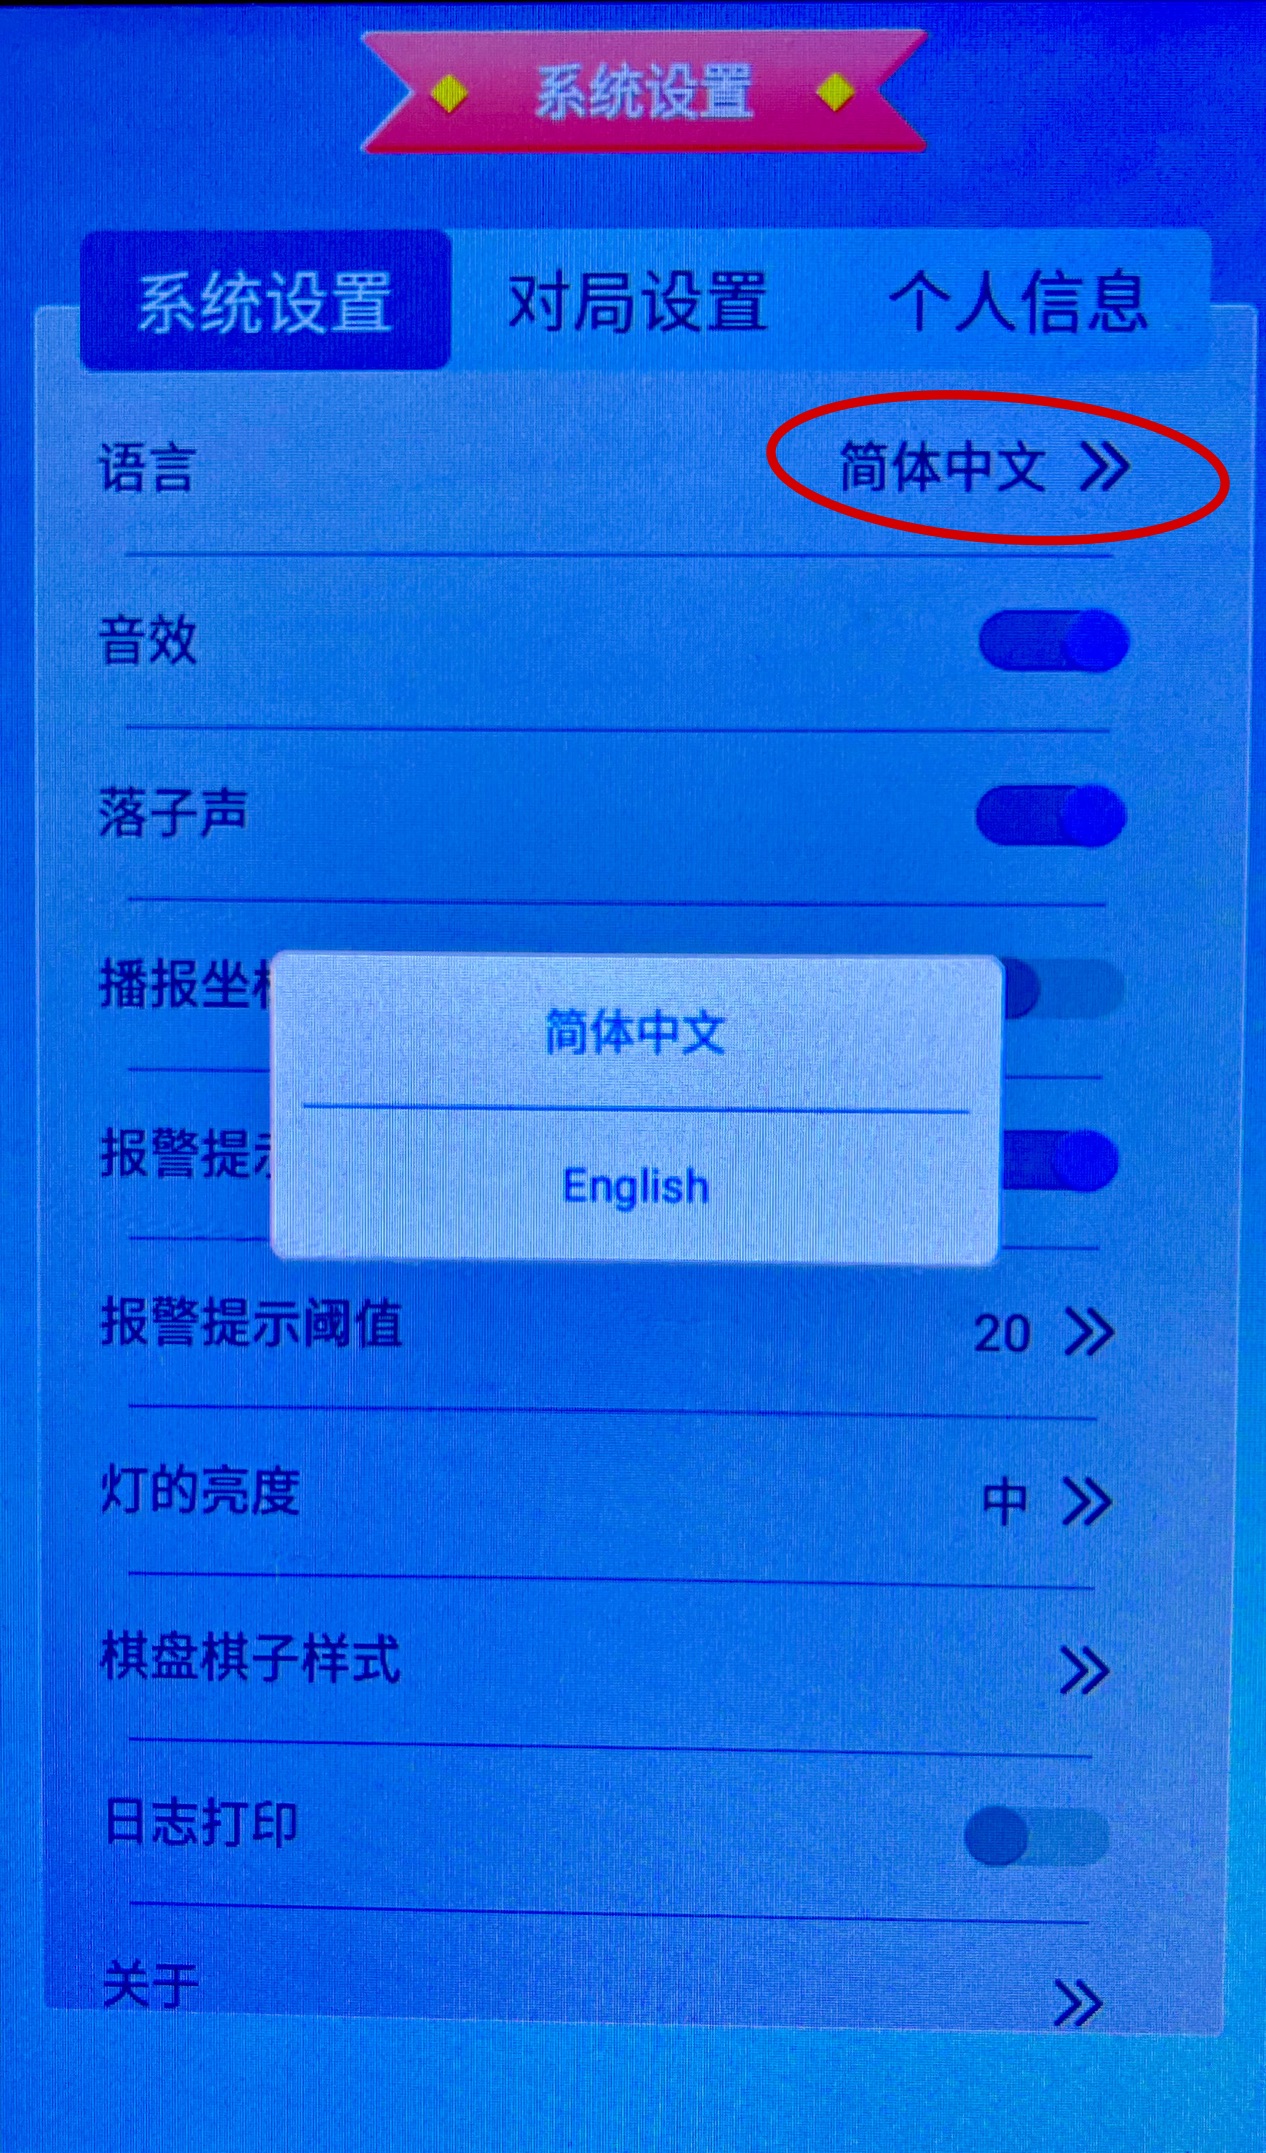 系统设置
系统设置 对局设置 个人信息
语言 简体中文 >>
音效
落子声
播报坐
简体中文
报警提
English
报警提示阈值 20 >>
灯的亮度 中 >>
棋盘棋子样式 >>
日志打印
关于 >>